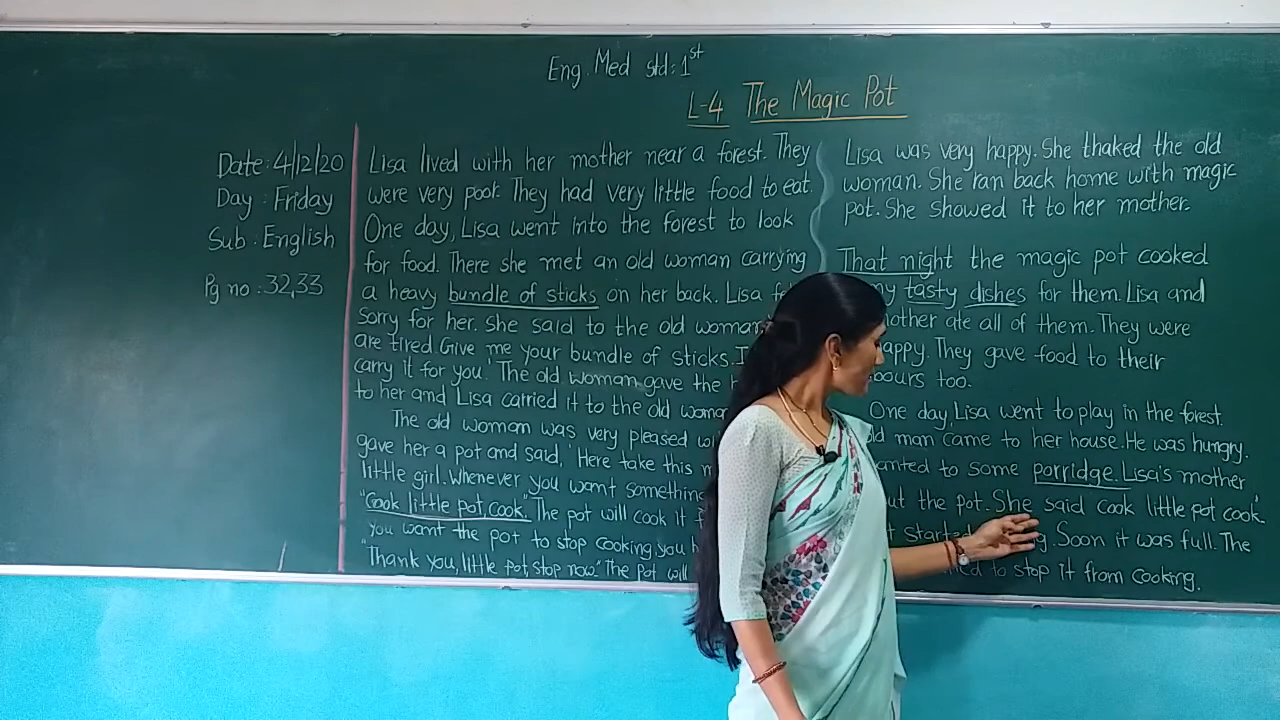 Eng. Med std: 1st
L-4 The Magic Pot
Date: 4/12/20
Day : Friday
Sub : English
Pg no : 32,33
Lisa lived with her mother near a forest. They
were very poor. They had very little food to eat.
One day, Lisa went into the forest to look
for food. There she met an old woman carrying
a heavy bundle of sticks on her back. Lisa
sorry for her. She said to the old woman
are tired Give me your bundle of sticks. I
carry it for you.' The old woman gave the
to her and Lisa carried it to the old
The old woman was very pleased
gave her a pot and said, 'Here take this
little girl. Whenever you want something
"Cook little pot, cook." The pot will cook it
you want the pot to stop cooking, you
"Thank you, little pot, stop now." The pot will
Lisa was very happy. She thaked the old
woman. She ran back home with magic
pot. She showed it to her mother.
That night the magic pot cooked
tasty dishes for them. Lisa and
ate all of them. They were
They gave food to their
too.
One day, Lisa went to play in the forest.
man came to her house. He was hungry.
to some porridge. Lisa's mother
the pot. She said cook little pot cook."
Soon it was full. The
to stop it from cooking.